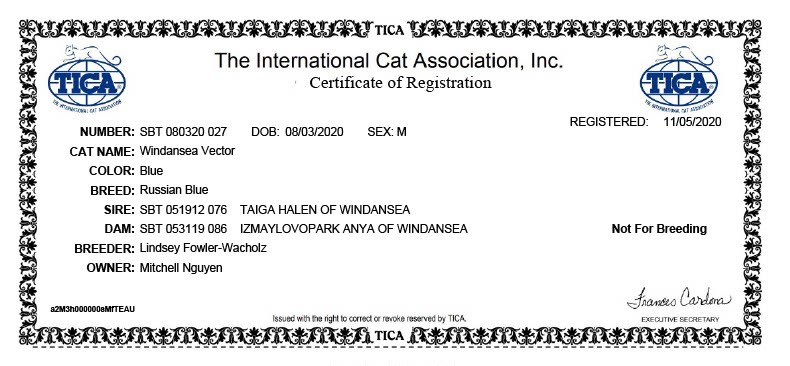 TICA
The International Cat Association, Inc.
Certificate of Registration
TICA
THE INTERNATIONAL CAT ASSOCIATION
TICA
THE INTERNATIONAL CAT ASSOCIATION
REGISTERED: 11/05/2020
NUMBER: SBT 080320 027 DOB: 08/03/2020 SEX: M
CAT NAME: Windansea Vector
COLOR: Blue
BREED: Russian Blue
SIRE: SBT 051912 076 TAIGA HALEN OF WINDANSEA
DAM: SBT 053119 086 IZMAYLOVOPARK ANYA OF WINDANSEA
Not For Breeding
BREEDER: Lindsey Fowler-Wacholz
OWNER: Mitchell Nguyen
a2M3h000000sMfTEAU
Frances Cardona
Issued with the right to correct or revoke reserved by TICA.
EXECUTIVE SECRETARY
TICA